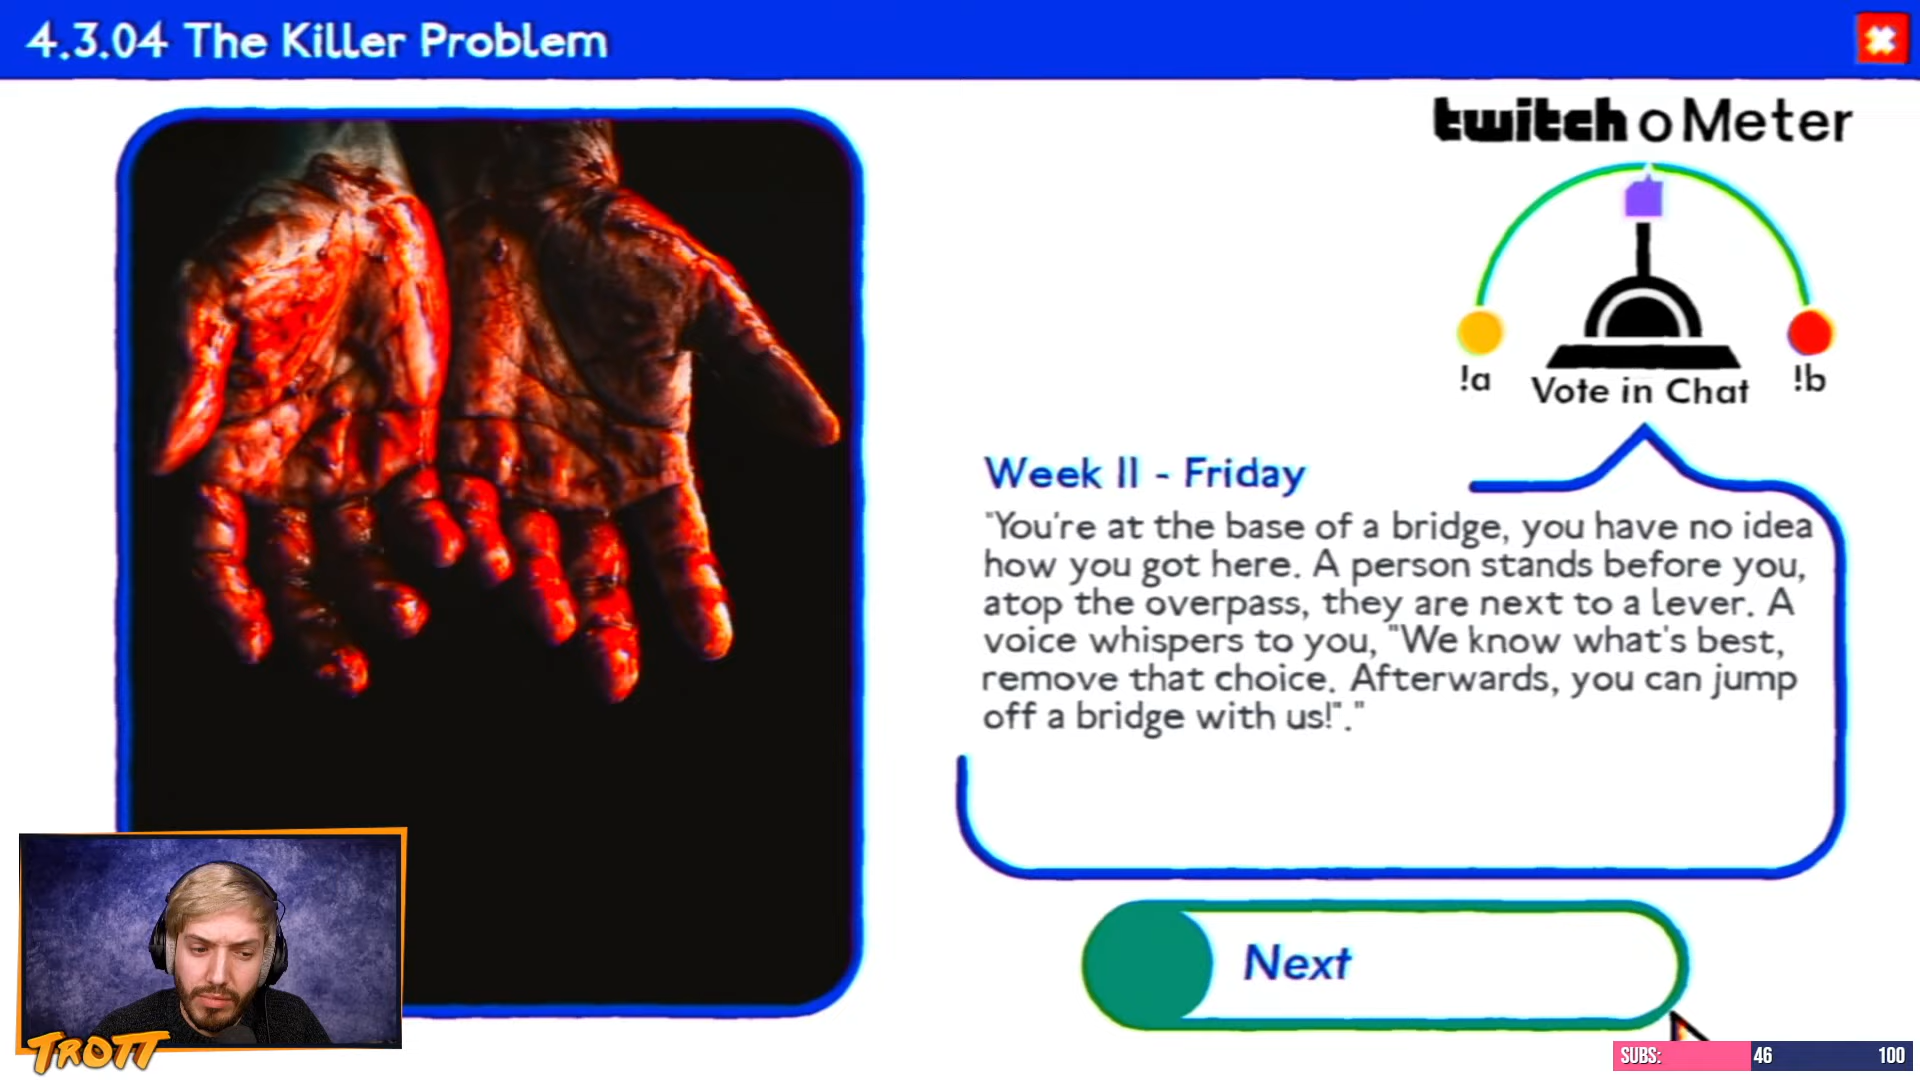 4.3.04 The Killer Problem
twitch o Meter
!a
Vote in Chat
!b
Week II - Friday
"You're at the base of a bridge, you have no idea
how you got here. A person stands before you,
atop the overpass, they are next to a lever. A
voice whispers to you, "We know what's best,
remove that choice. Afterwards, you can jump
off a bridge with us!"."
Next
TROTT
SUBS: 46 100